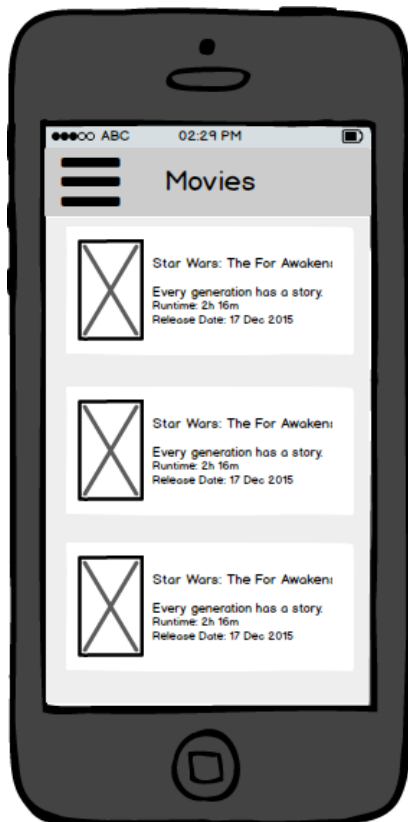 ABC 02:29 PM
Movies
Star Wars: The For Awaken
Every generation has a story.
Runtime: 2h 16m
Release Date: 17 Dec 2015
Star Wars: The For Awaken
Every generation has a story.
Runtime: 2h 16m
Release Date: 17 Dec 2015
Star Wars: The For Awaken
Every generation has a story.
Runtime: 2h 16m
Release Date: 17 Dec 2015